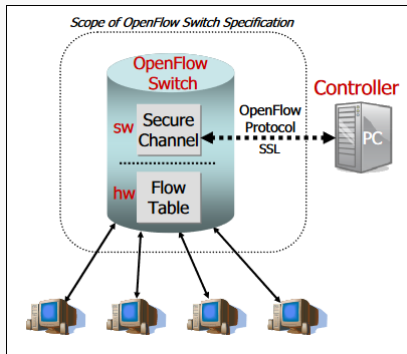 Scope of OpenFlow Switch Specification
OpenFlow
Switch
Controller
sw
Secure
Channel
OpenFlow
Protocol
SSL
PC
hw
Flow
Table